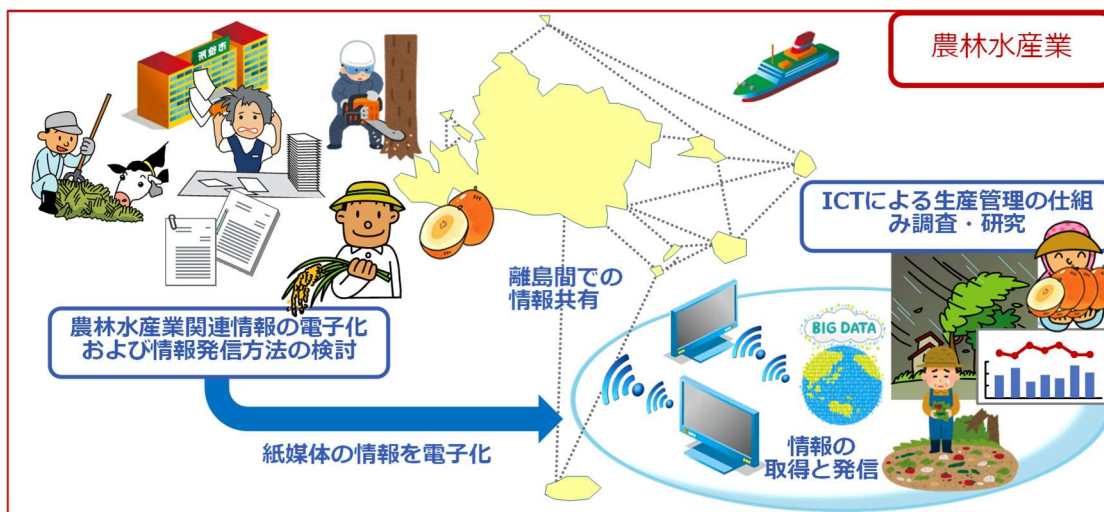 農林水産業
市役所
ICTによる生産管理の仕組
み調査・研究
離島間での
情報共有
BIG DATA
農林水産業関連情報の電子化
および情報発信方法の検討
紙媒体の情報を電子化
情報の
取得と発信